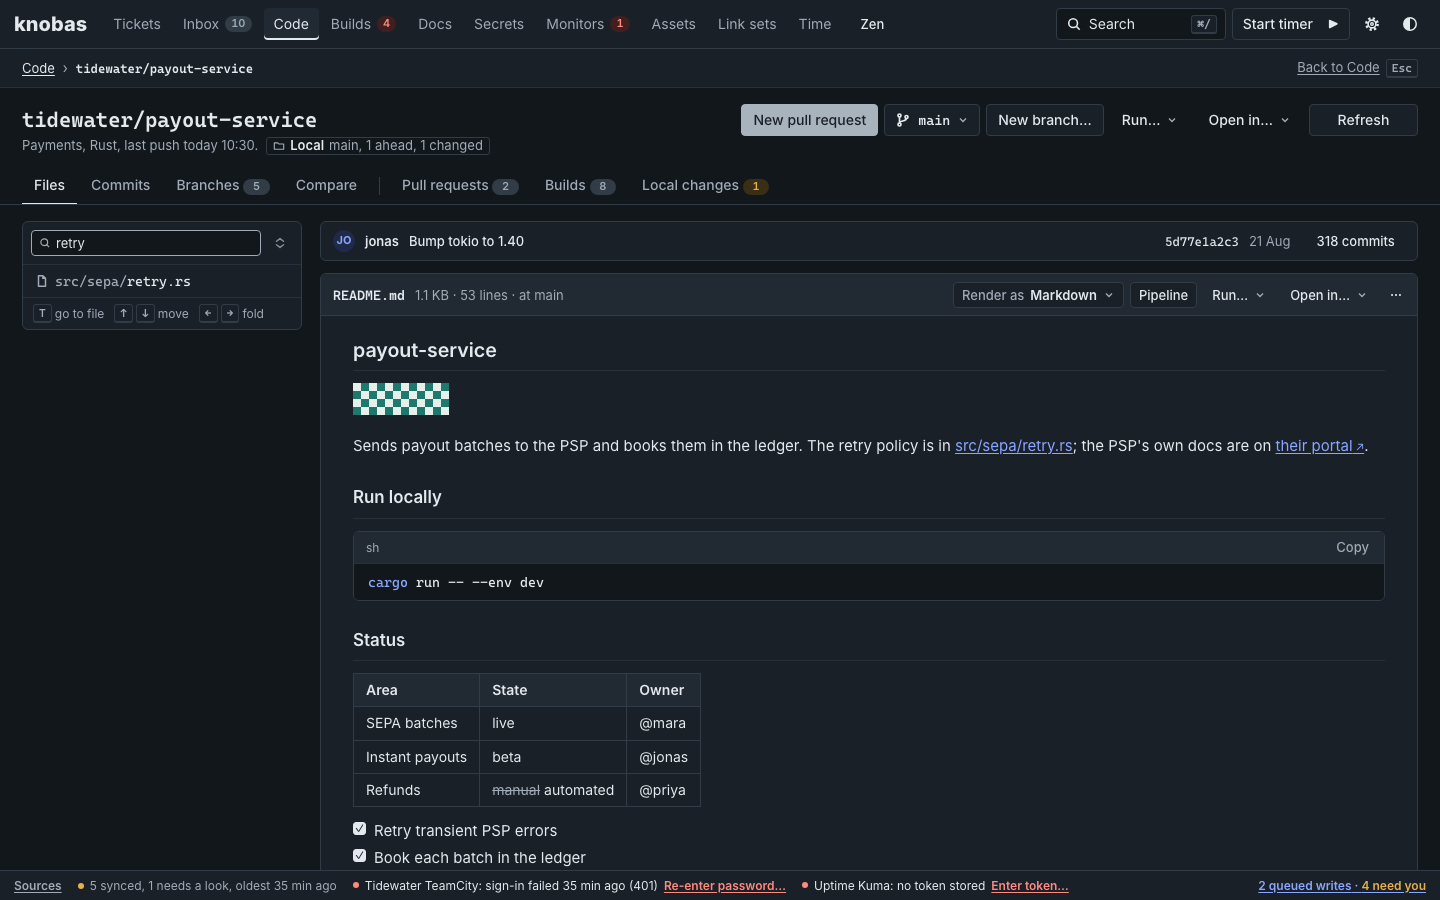 knobas Tickets Inbox 10 Code Builds 4 Docs Secrets Monitors 1 Assets Link sets Time Zen Search ⌘/ Start timer
Code › tidewater/payout-service Back to Code Esc
tidewater/payout-service New pull request main New branch... Run... Open in... Refresh
Payments, Rust, last push today 10:30. Local main, 1 ahead, 1 changed
Files Commits Branches 5 Compare Pull requests 2 Builds 8 Local changes 1
retry
src/sepa/retry.rs
T go to file ↑ ↓ move ← → fold
JO jonas Bump tokio to 1.40 5d77e1a2c3 21 Aug 318 commits
README.md 1.1 KB · 53 lines · at main Render as Markdown Pipeline Run... Open in... ···
payout-service
Sends payout batches to the PSP and books them in the ledger. The retry policy is in src/sepa/retry.rs; the PSP's own docs are on their portal ↗.
Run locally
sh Copy
cargo run -- --env dev
Status
Area State Owner
SEPA batches live @mara
Instant payouts beta @jonas
Refunds manual automated @priya
Retry transient PSP errors
Book each batch in the ledger
Sources 5 synced, 1 needs a look, oldest 35 min ago Tidewater TeamCity: sign-in failed 35 min ago (401) Re-enter password... Uptime Kuma: no token stored Enter token... 2 queued writes · 4 need you